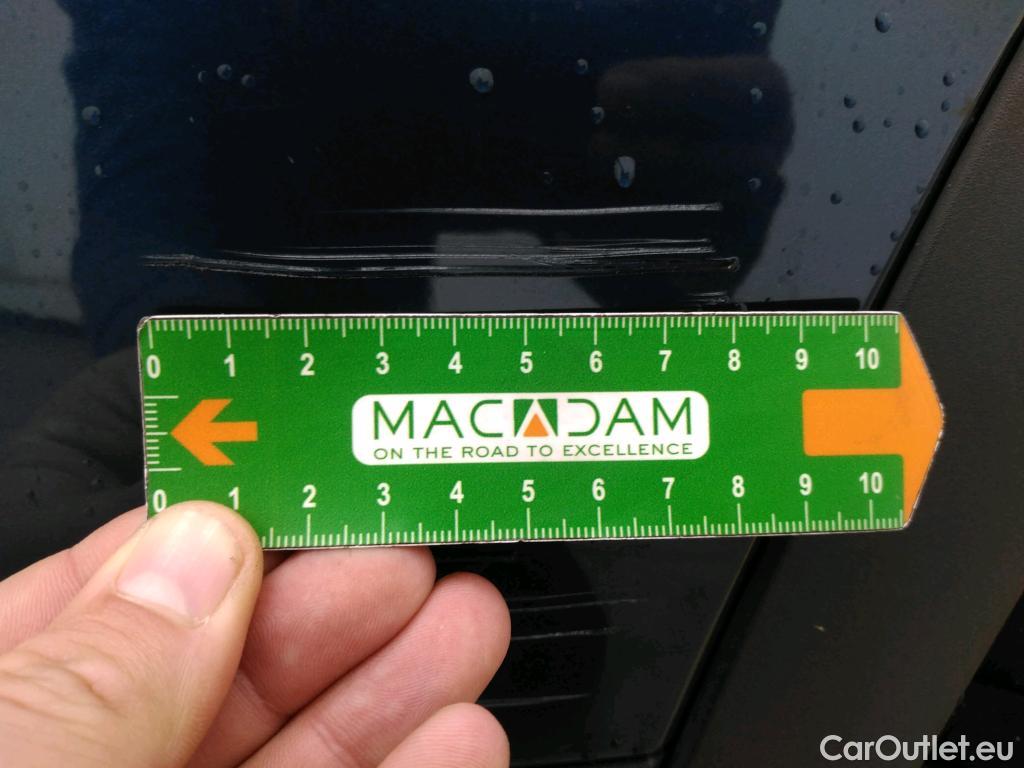 0 1 2 3 4 5 6 7 8 9 10
MACADAM
ON THE ROAD TO EXCELLENCE
0 1 2 3 4 5 6 7 8 9 10
CarOutlet.eu